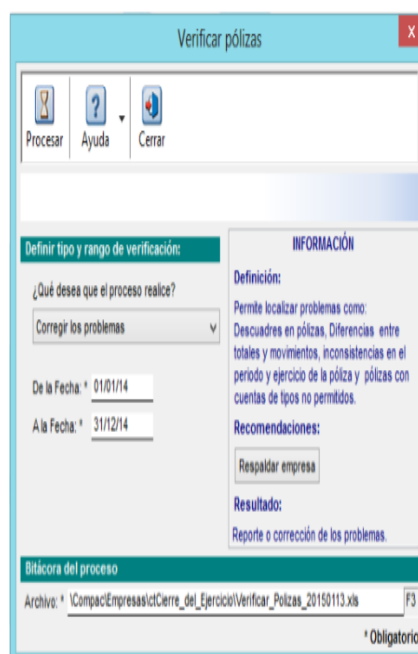 Verificar pólizas
x
Procesar
Ayuda
Cerrar
Definir tipo y rango de verificación:
¿Qué desea que el proceso realice?
Corregir los problemas
De la Fecha: * 01/01/14
A la Fecha: * 31/12/14
INFORMACIÓN
Definición:
Permite localizar problemas como:
Descuadres en pólizas, Diferencias entre
totales y movimientos, inconsistencias en el
periodo y ejercicio de la póliza y pólizas con
cuentas de tipos no permitidos.
Recomendaciones:
Respaldar empresa
Resultado:
Reporte o corrección de los problemas.
Bitácora del proceso
Archivo: * \Compac\Empresas\ctCierre_del_Ejercicio\Verificar_Polizas_20150113.xls F3
* Obligatorio